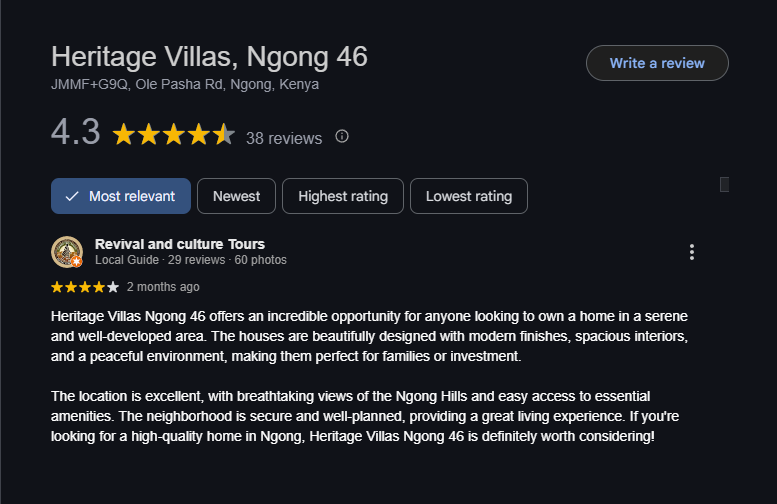 Heritage Villas, Ngong 46
Write a review
JMMF+G9Q, Ole Pasha Rd, Ngong, Kenya
4.3 38 reviews
Most relevant
Newest
Highest rating
Lowest rating
Revival and culture Tours
Local Guide · 29 reviews · 60 photos
2 months ago
Heritage Villas Ngong 46 offers an incredible opportunity for anyone looking to own a home in a serene
and well-developed area. The houses are beautifully designed with modern finishes, spacious interiors,
and a peaceful environment, making them perfect for families or investment.
The location is excellent, with breathtaking views of the Ngong Hills and easy access to essential
amenities. The neighborhood is secure and well-planned, providing a great living experience. If you're
looking for a high-quality home in Ngong, Heritage Villas Ngong 46 is definitely worth considering!